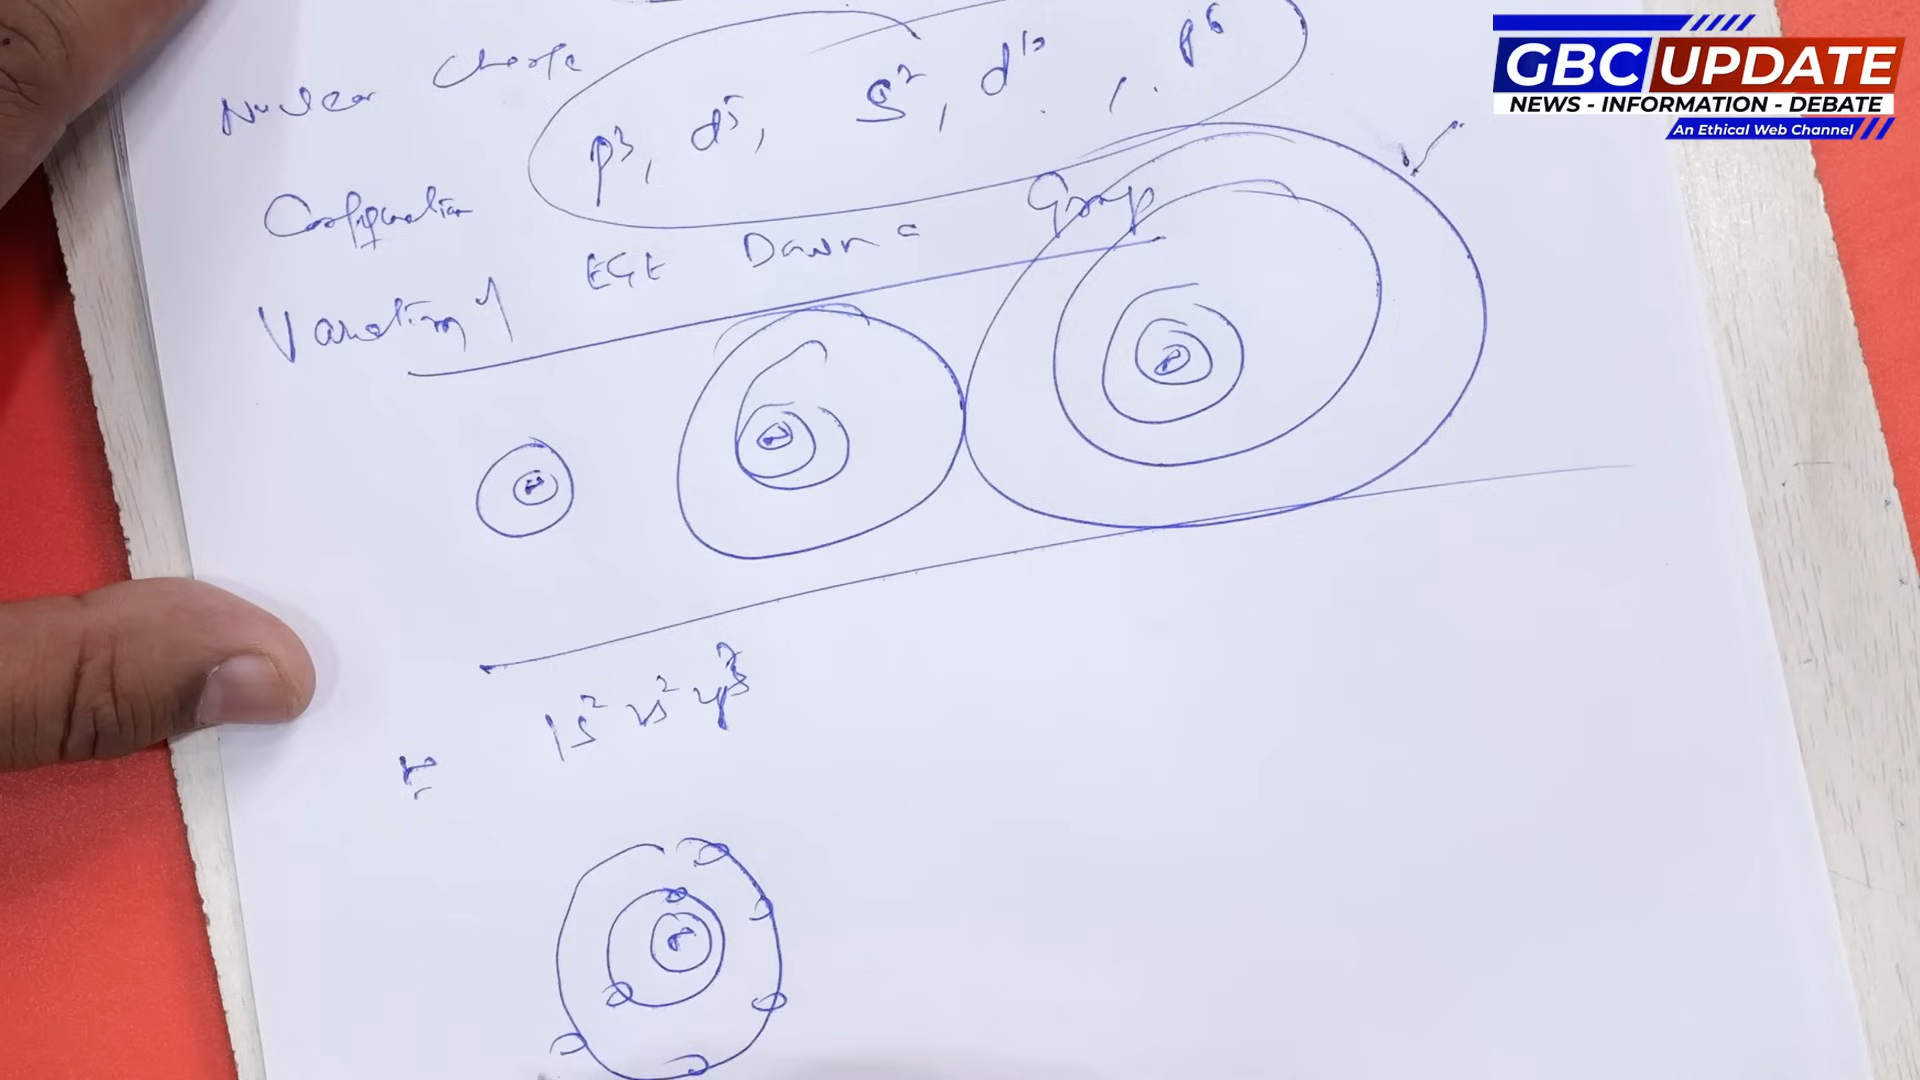 Nuclear Charge
p³, d⁵, s², d¹⁰, p⁶
Configuration
Variation of EGE Down a Group
1s² 2s² 2p³
GBC UPDATE
NEWS - INFORMATION - DEBATE
An Ethical Web Channel